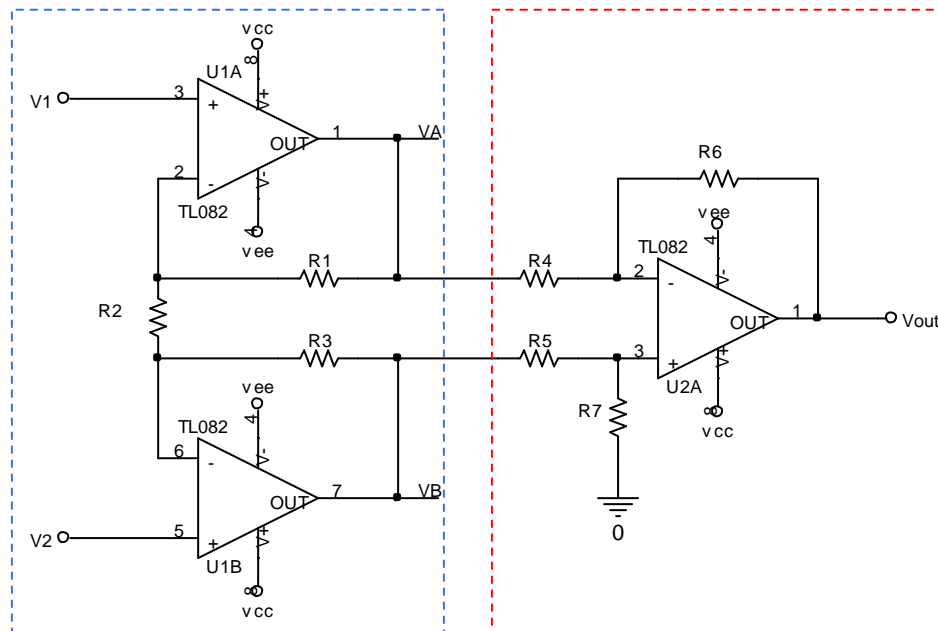 vcc
8
V+
U1A
V1
3
+
OUT
1
VA
2
-
V-
TL082
4
vee
R1
R2
R3
vee
4
V-
TL082
6
-
OUT
7
VB
V2
5
+
V+
U1B
8
vcc
R6
vee
4
V-
TL082
R4
2
-
OUT
1
Vout
R5
3
+
V+
U2A
R7
8
vcc
0